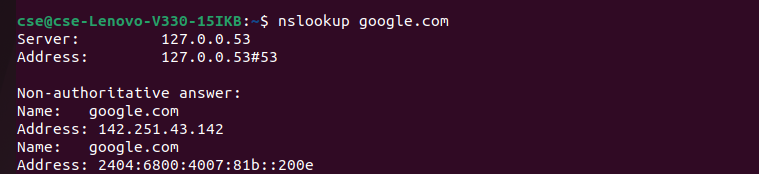 cse@cse-Lenovo-V330-15IKB:~$ nslookup google.com
Server:		127.0.0.53
Address:	127.0.0.53#53

Non-authoritative answer:
Name:	google.com
Address: 142.251.43.142
Name:	google.com
Address: 2404:6800:4007:81b::200e